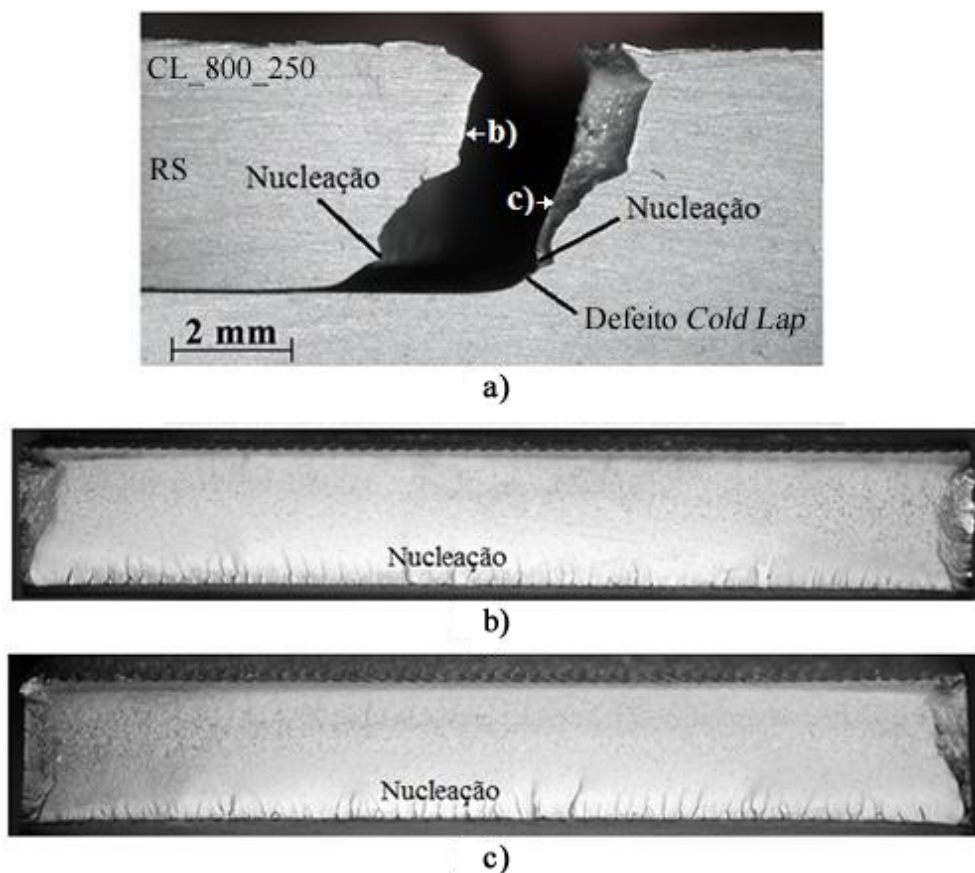 CL_800_250
RS
Nucleação
b)
c)
Nucleação
Defeito Cold Lap
2 mm
a)
Nucleação
b)
Nucleação
c)